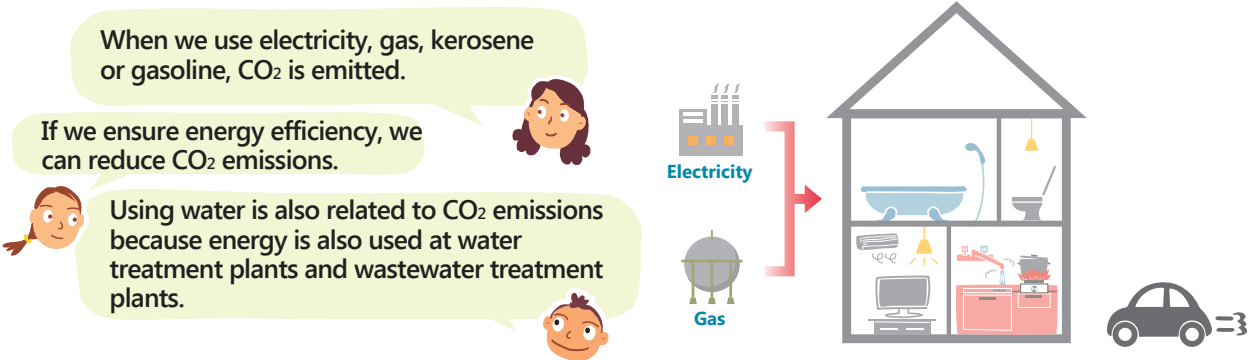 When we use electricity, gas, kerosene
or gasoline, CO2 is emitted.
If we ensure energy efficiency, we
can reduce CO2 emissions.
Using water is also related to CO2 emissions
because energy is also used at water
treatment plants and wastewater treatment
plants.
Electricity
Gas